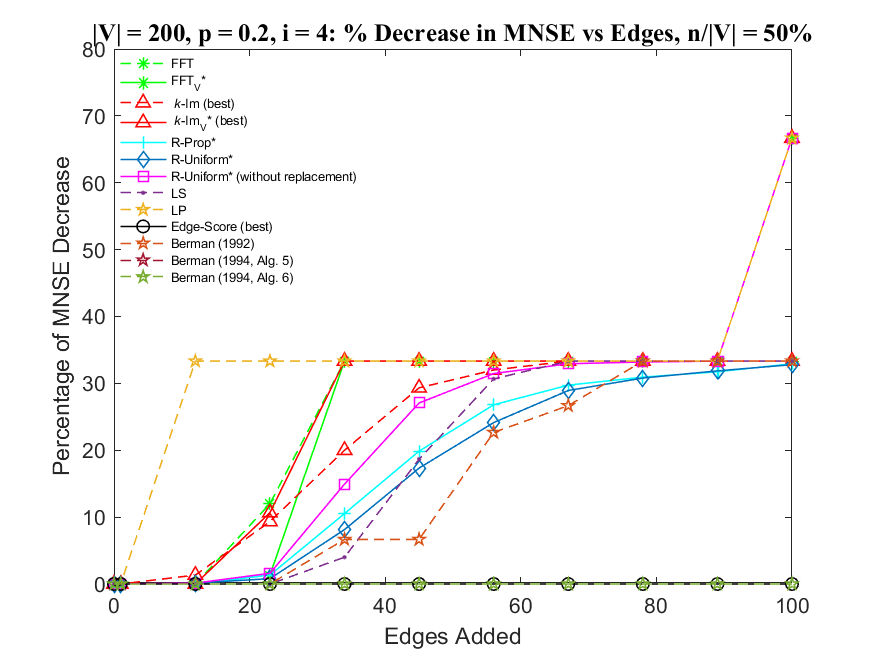 |V| = 200, p = 0.2, i = 4: % Decrease in MNSE vs Edges, n/|V| = 50%
80
70
60
50
40
30
20
10
0
Percentage of MNSE Decrease
FFT
FFT_V*
k-lm (best)
k-lm_V* (best)
R-Prop*
R-Uniform*
R-Uniform* (without replacement)
LS
LP
Edge-Score (best)
Berman (1992)
Berman (1994, Alg. 5)
Berman (1994, Alg. 6)
0 20 40 60 80 100
Edges Added